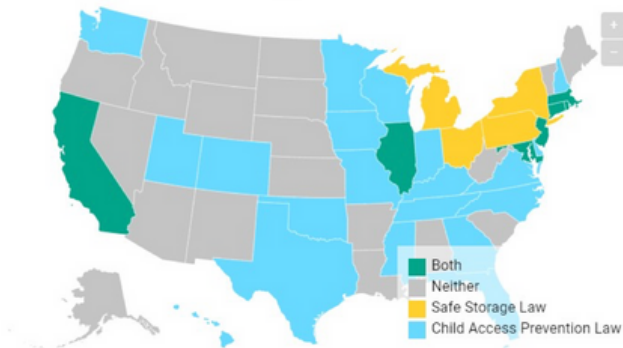 +
−
Both
Neither
Safe Storage Law
Child Access Prevention Law